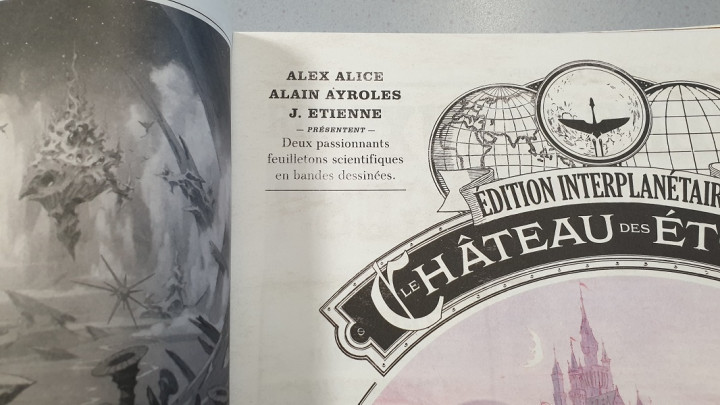 ALEX ALICE
ALAIN AYROLES
J. ETIENNE
— PRÉSENTENT —
Deux passionnants
feuilletons scientifiques
en bandes dessinées.
ÉDITION INTERPLANÉTAIR
LE CHÂTEAU DES ÉT